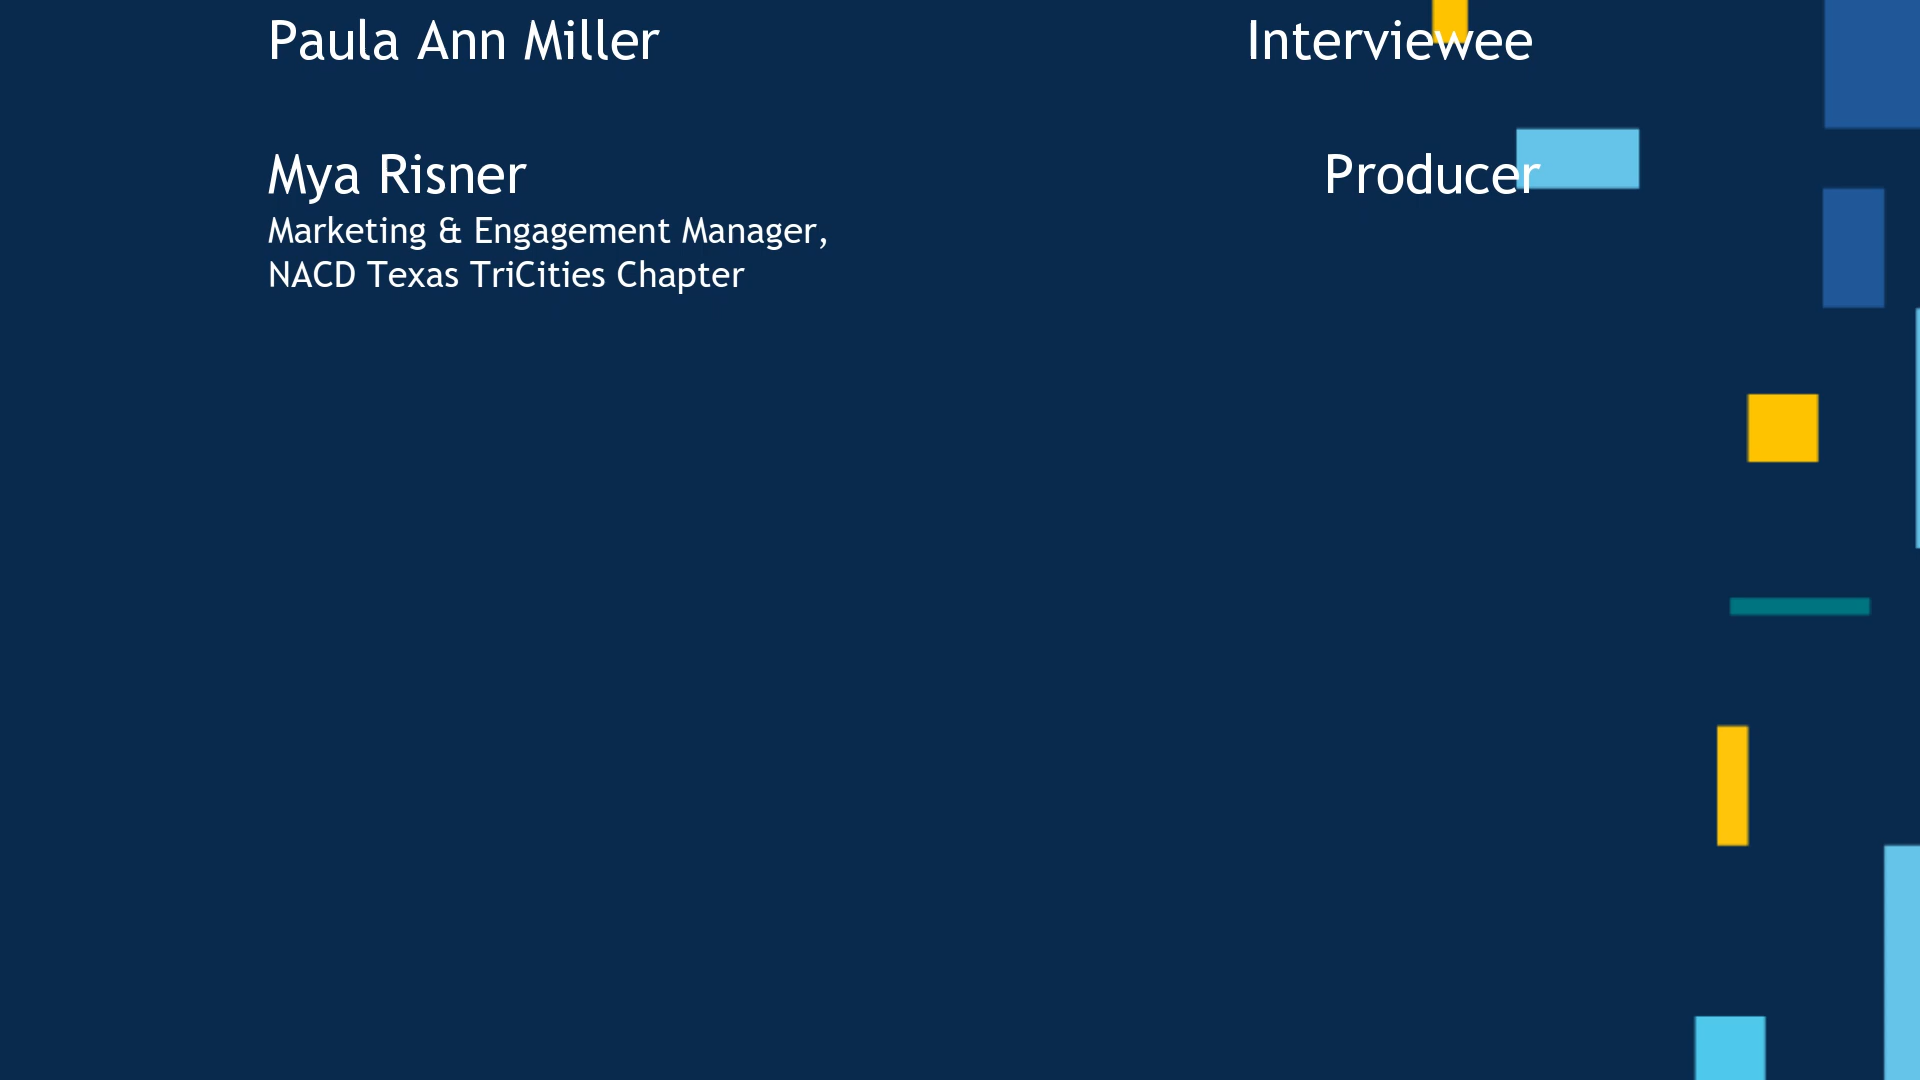 Paula Ann Miller Interviewee
Mya Risner Producer
Marketing & Engagement Manager,
NACD Texas TriCities Chapter